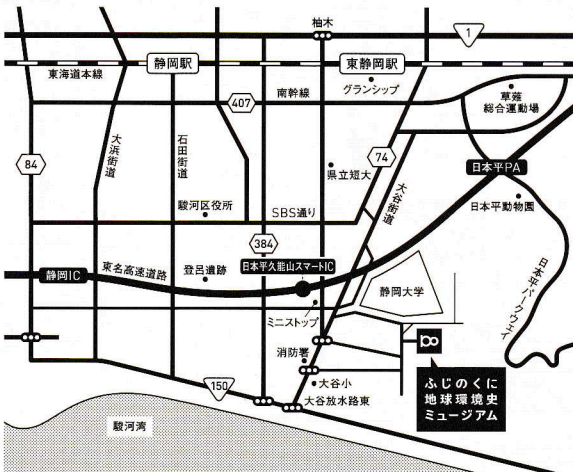 柚木
1
静岡駅
東静岡駅
東海道本線
グランシップ
407
南幹線
草薙
総合運動場
84
大浜街道
石田街道
県立短大
74
大谷街道
日本平PA
駿河区役所
SBS通り
日本平動物園
384
日本平久能山スマートIC
静岡IC
東名高速道路
登呂遺跡
静岡大学
日本平パークウェイ
ミニストップ
消防署
150
大谷小
大谷放水路東
ふじのくに
地球環境史
ミュージアム
駿河湾